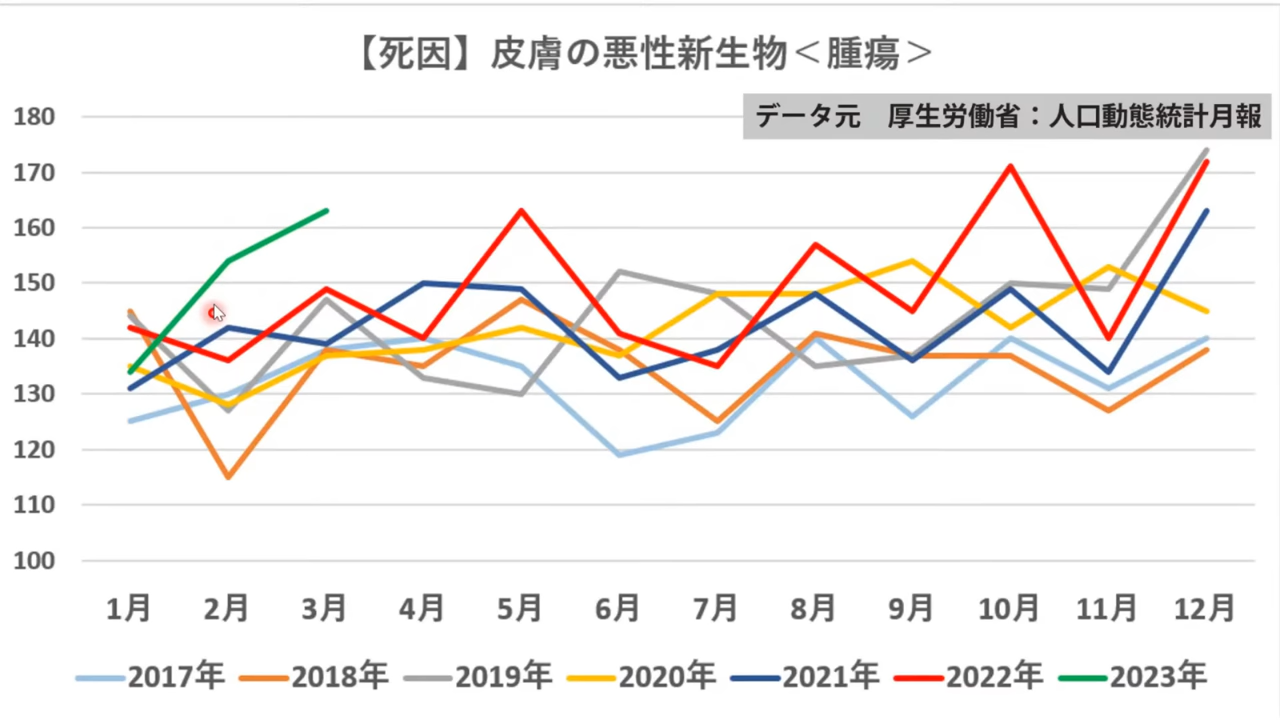 【死因】皮膚の悪性新生物＜腫瘍＞
データ元　厚生労働省：人口動態統計月報
180
170
160
150
140
130
120
110
100
1月 2月 3月 4月 5月 6月 7月 8月 9月 10月 11月 12月
2017年 2018年 2019年 2020年 2021年 2022年 2023年